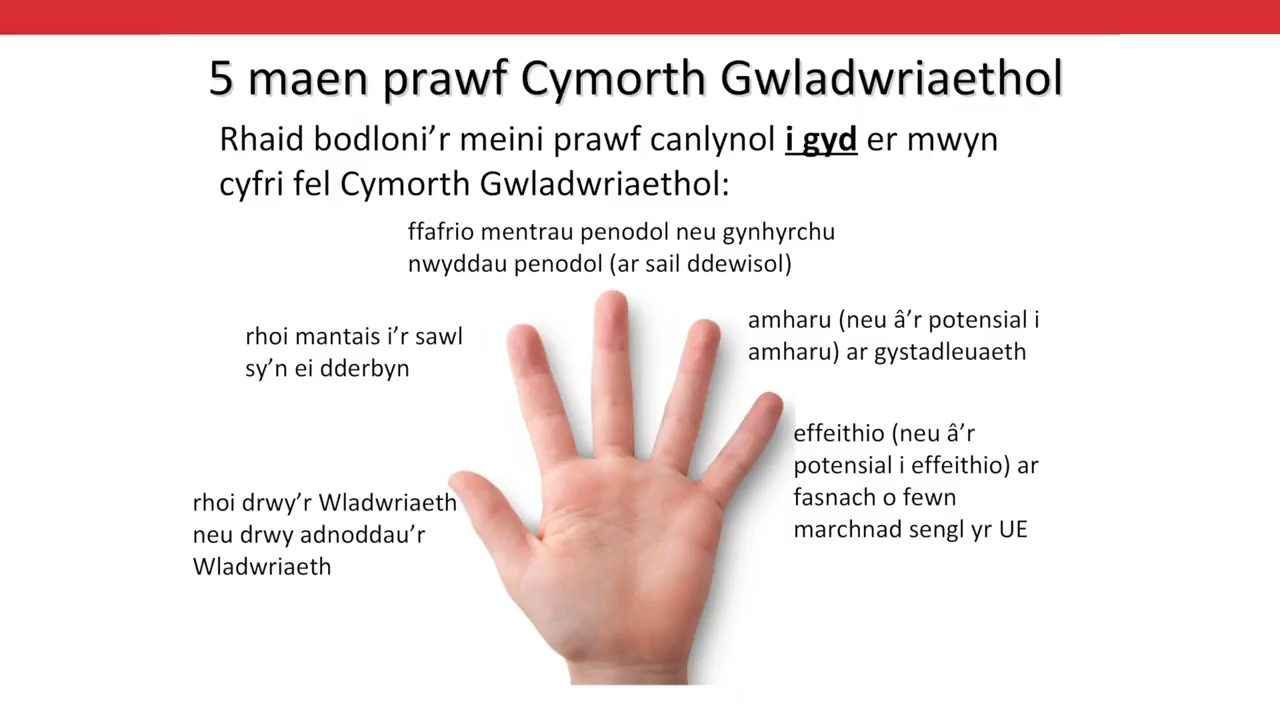 5 maen prawf Cymorth Gwladwriaethol
Rhaid bodloni’r meini prawf canlynol i gyd er mwyn
cyfri fel Cymorth Gwladwriaethol:
ffafrio mentrau penodol neu gynhyrchu
nwyddau penodol (ar sail ddewisol)
rhoi mantais i’r sawl
sy’n ei dderbyn
amharu (neu â’r potensial i
amharu) ar gystadleuaeth
rhoi drwy’r Wladwriaeth
neu drwy adnoddau’r
Wladwriaeth
effeithio (neu â’r
potensial i effeithio) ar
fasnach o fewn
marchnad sengl yr UE